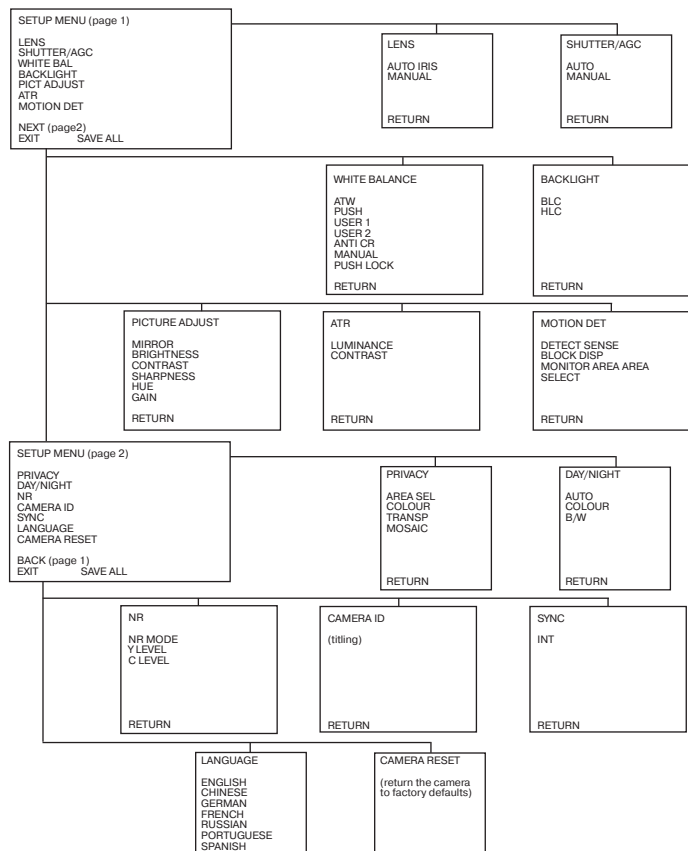 SETUP MENU (page 1)
LENS
SHUTTER/AGC
WHITE BAL
BACKLIGHT
PICT ADJUST
ATR
MOTION DET
NEXT (page2)
EXIT SAVE ALL
LENS
AUTO IRIS
MANUAL
RETURN
SHUTTER/AGC
AUTO
MANUAL
RETURN
WHITE BALANCE
ATW
PUSH
USER 1
USER 2
ANTI CR
MANUAL
PUSH LOCK
RETURN
BACKLIGHT
BLC
HLC
RETURN
PICTURE ADJUST
MIRROR
BRIGHTNESS
CONTRAST
SHARPNESS
HUE
GAIN
RETURN
ATR
LUMINANCE
CONTRAST
RETURN
MOTION DET
DETECT SENSE
BLOCK DISP
MONITOR AREA AREA
SELECT
RETURN
SETUP MENU (page 2)
PRIVACY
DAY/NIGHT
NR
CAMERA ID
SYNC
LANGUAGE
CAMERA RESET
BACK (page 1)
EXIT SAVE ALL
PRIVACY
AREA SEL
COLOUR
TRANSP
MOSAIC
RETURN
DAY/NIGHT
AUTO
COLOUR
B/W
RETURN
NR
NR MODE
Y LEVEL
C LEVEL
RETURN
CAMERA ID
(titling)
RETURN
SYNC
INT
RETURN
LANGUAGE
ENGLISH
CHINESE
GERMAN
FRENCH
RUSSIAN
PORTUGUESE
SPANISH
CAMERA RESET
(return the camera
to factory defaults)